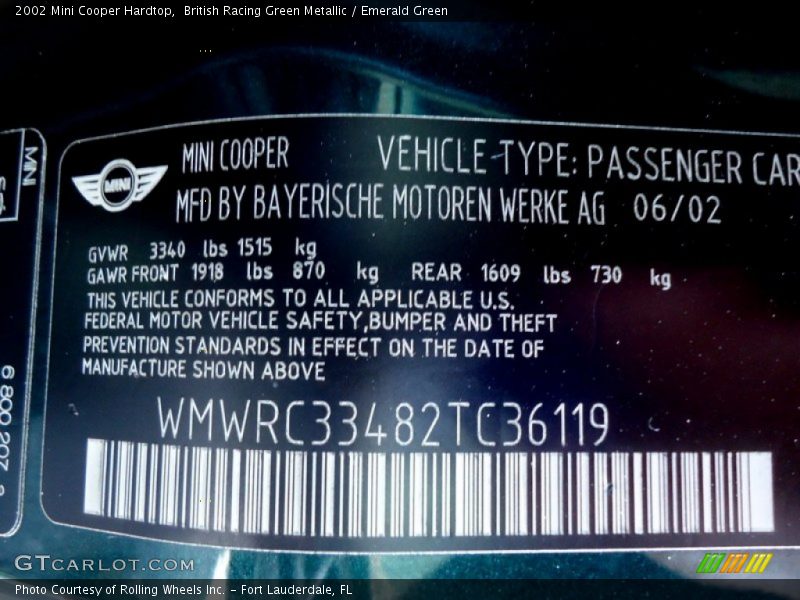 2002 Mini Cooper Hardtop,  British Racing Green Metallic / Emerald Green
MINI
MINI
MINI COOPER
VEHICLE TYPE: PASSENGER CAR
MFD BY BAYERISCHE MOTOREN WERKE AG 06/02
GVWR 3340 lbs 1515 kg
GAWR FRONT 1918 lbs 870 kg REAR 1609 lbs 730 kg
THIS VEHICLE CONFORMS TO ALL APPLICABLE U.S.
FEDERAL MOTOR VEHICLE SAFETY,BUMPER AND THEFT
PREVENTION STANDARDS IN EFFECT ON THE DATE OF
MANUFACTURE SHOWN ABOVE
WMWRC33482TC36119
6 800 207
GTCARLOT.COM
Photo Courtesy of Rolling Wheels Inc. – Fort Lauderdale, FL